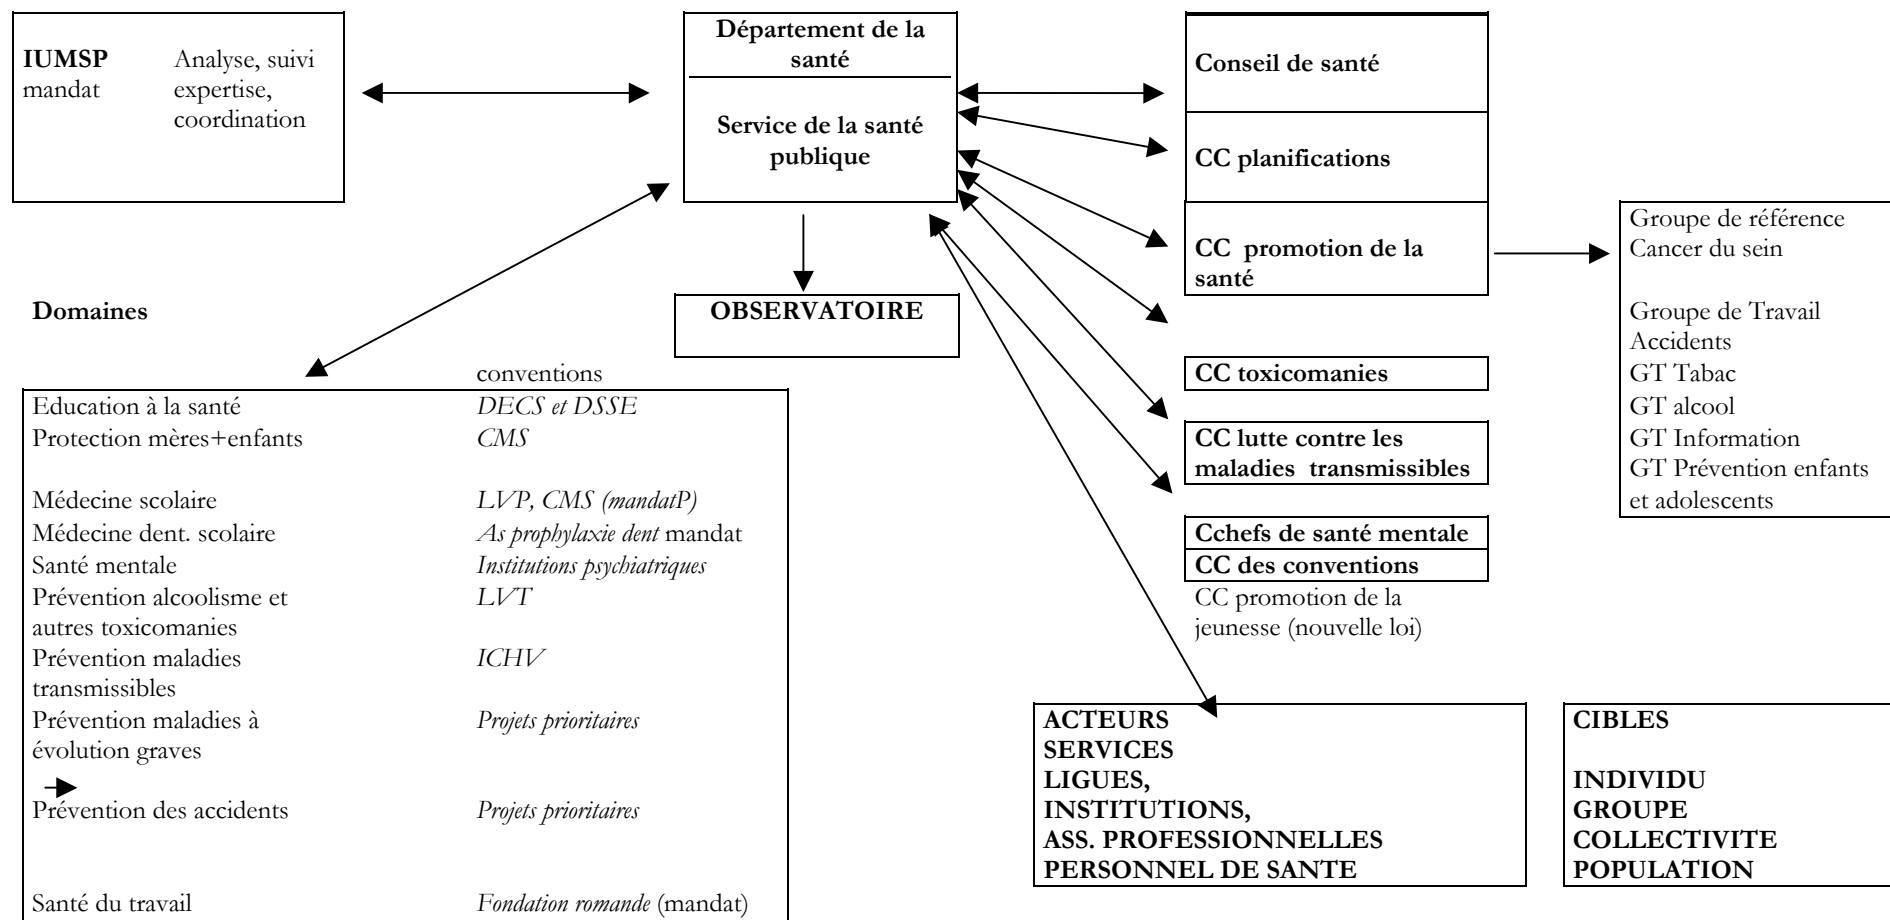 IUMSP Analyse, suivi
mandat expertise,
coordination
Département de la
santé
Service de la santé
publique
Conseil de santé
CC planifications
CC promotion de la
santé
Groupe de référence
Cancer du sein
Groupe de Travail
Accidents
GT Tabac
GT alcool
GT Information
GT Prévention enfants
et adolescents
OBSERVATOIRE
CC toxicomanies
CC lutte contre les
maladies transmissibles
Cchefs de santé mentale
CC des conventions
CC promotion de la
jeunesse (nouvelle loi)
Domaines
conventions
Education à la santé DECS et DSSE
Protection mères+enfants CMS
Médecine scolaire LVP, CMS (mandatP)
Médecine dent. scolaire As prophylaxie dent mandat
Santé mentale Institutions psychiatriques
Prévention alcoolisme et LVT
autres toxicomanies
Prévention maladies ICHV
transmissibles
Prévention maladies à Projets prioritaires
évolution graves
Prévention des accidents Projets prioritaires
Santé du travail Fondation romande (mandat)
ACTEURS
SERVICES
LIGUES,
INSTITUTIONS,
ASS. PROFESSIONNELLES
PERSONNEL DE SANTE
CIBLES
INDIVIDU
GROUPE
COLLECTIVITE
POPULATION